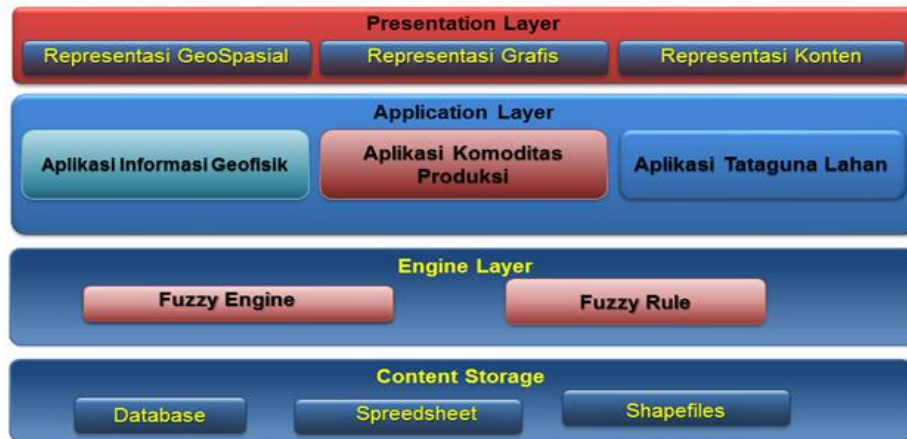 Presentation Layer
Representasi GeoSpasial
Representasi Grafis
Representasi Konten
Application Layer
Aplikasi Informasi Geofisik
Aplikasi Komoditas
Produksi
Aplikasi Tataguna Lahan
Engine Layer
Fuzzy Engine
Fuzzy Rule
Content Storage
Database
Spreedsheet
Shapefiles